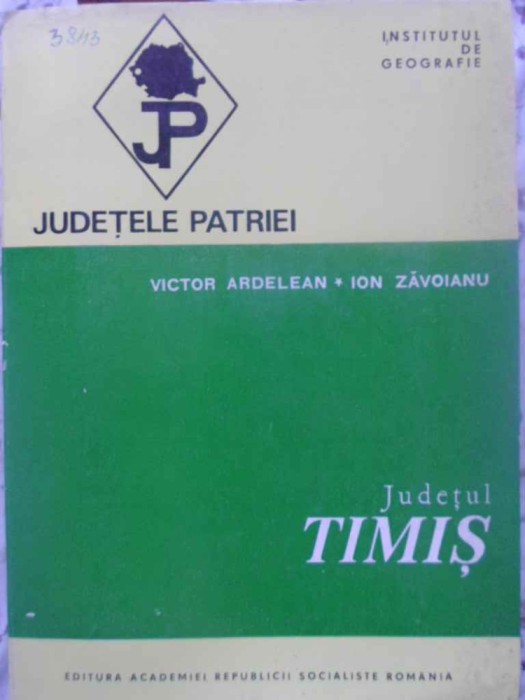 3843
INSTITUTUL
DE
GEOGRAFIE
JP
JUDEȚELE PATRIEI
VICTOR ARDELEAN * ION ZĂVOIANU
Județul
TIMIȘ
EDITURA ACADEMIEI REPUBLICII SOCIALISTE ROMÂNIA